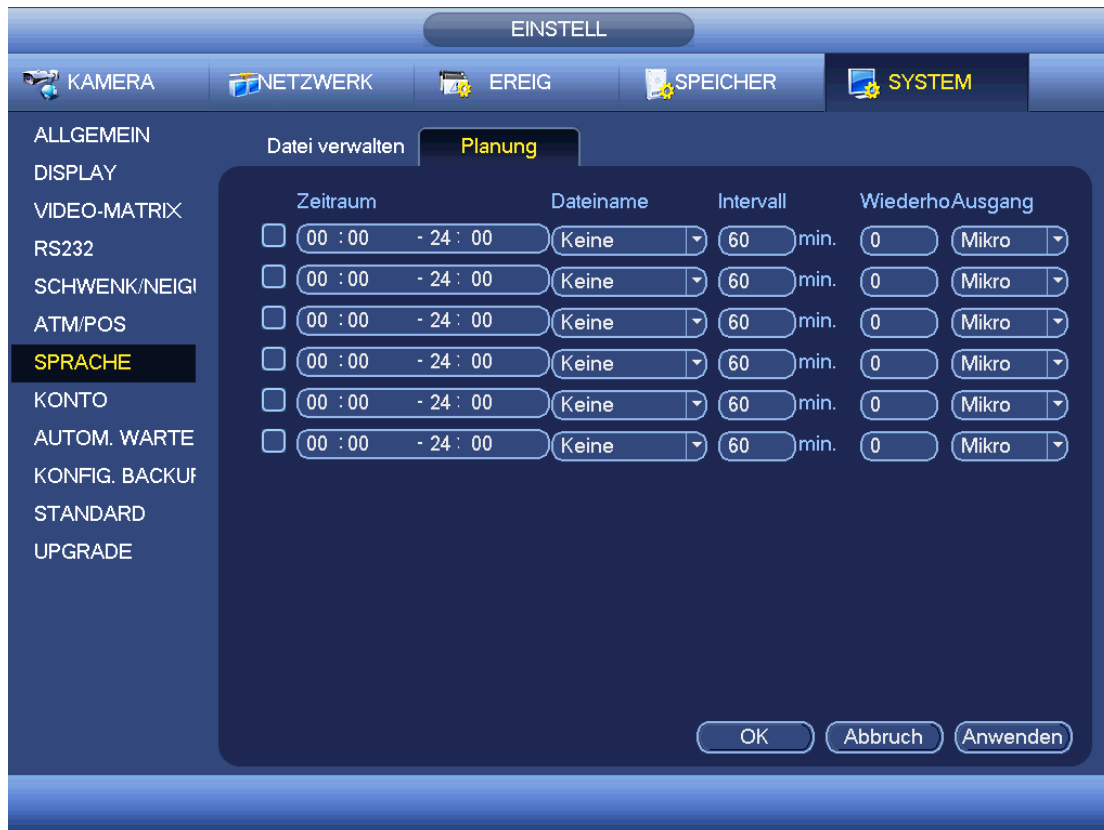 EINSTELL
KAMERA NETZWERK EREIG SPEICHER SYSTEM
ALLGEMEIN
DISPLAY
VIDEO-MATRIX
RS232
SCHWENK/NEIGU
ATM/POS
SPRACHE
KONTO
AUTOM. WARTE
KONFIG. BACKUP
STANDARD
UPGRADE
Datei verwalten Planung
Zeitraum Dateiname Intervall WiederhoAusgang
00 :00 - 24 : 00 Keine 60 min. 0 Mikro
00 :00 - 24 : 00 Keine 60 min. 0 Mikro
00 :00 - 24 : 00 Keine 60 min. 0 Mikro
00 :00 - 24 : 00 Keine 60 min. 0 Mikro
00 :00 - 24 : 00 Keine 60 min. 0 Mikro
00 :00 - 24 : 00 Keine 60 min. 0 Mikro
OK Abbruch Anwenden